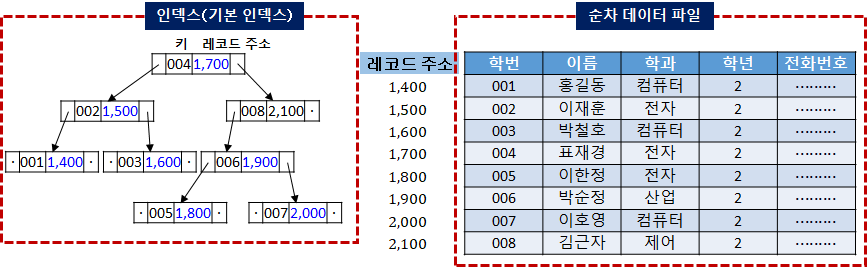 인덱스(기본 인덱스)
키 레코드 주소
004 1,700
002 1,500
008 2,100
· 001 1,400 ·
· 003 1,600 ·
006 1,900
· 005 1,800 ·
· 007 2,000 ·
순차 데이터 파일
레코드 주소 학번 이름 학과 학년 전화번호
1,400 001 홍길동 컴퓨터 2 ·········
1,500 002 이재훈 전자 2 ·········
1,600 003 박철호 컴퓨터 2 ·········
1,700 004 표재경 전자 2 ·········
1,800 005 이한정 전자 2 ·········
1,900 006 박순정 산업 2 ·········
2,000 007 이호영 컴퓨터 2 ·········
2,100 008 김근자 제어 2 ·········